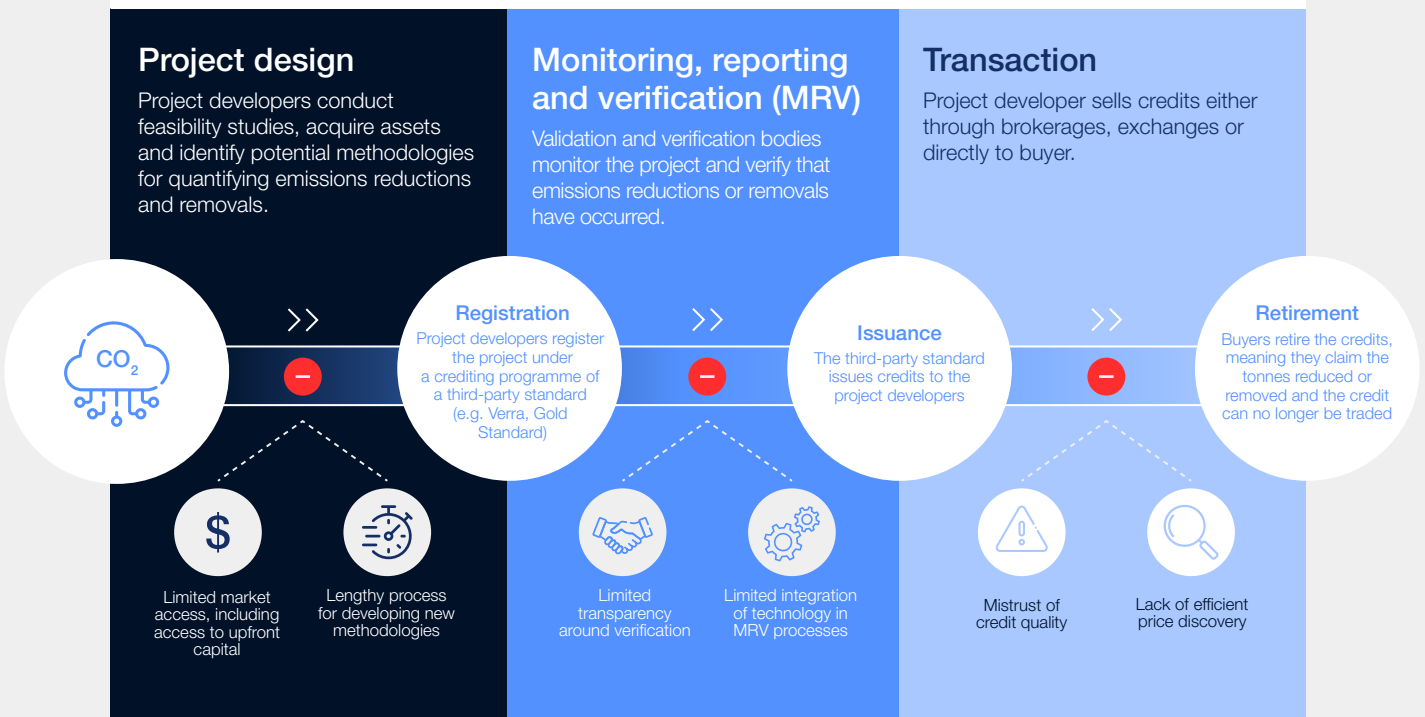 Project design
Project developers conduct
feasibility studies, acquire assets
and identify potential methodologies
for quantifying emissions reductions
and removals.
Monitoring, reporting
and verification (MRV)
Validation and verification bodies
monitor the project and verify that
emissions reductions or removals
have occurred.
Transaction
Project developer sells credits either
through brokerages, exchanges or
directly to buyer.
CO2
Registration
Project developers register
the project under
a crediting programme of
a third-party standard
(e.g. Verra, Gold
Standard)
Issuance
The third-party standard
issues credits to the
project developers
Retirement
Buyers retire the credits,
meaning they claim the
tonnes reduced or
removed and the credit
can no longer be traded
$
Limited market
access, including
access to upfront
capital
Lengthy process
for developing new
methodologies
Limited
transparency
around verification
Limited integration
of technology in
MRV processes
Mistrust of
credit quality
Lack of efficient
price discovery